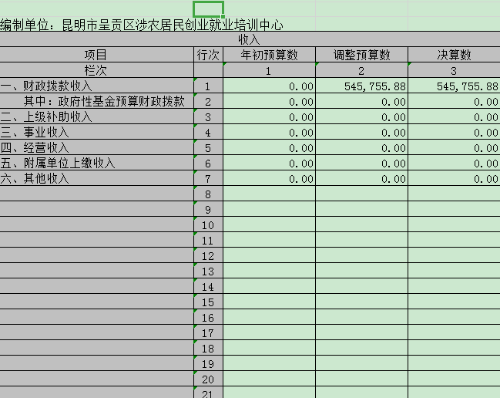 编制单位：昆明市呈贡区涉农居民创业就业培训中心
收入
项目 行次 年初预算数 调整预算数 决算数
栏次 1 2 3
一、财政拨款收入 1 0.00 545,755.88 545,755.88
其中：政府性基金预算财政拨款 2 0.00 0.00 0.00
二、上级补助收入 3 0.00 0.00 0.00
三、事业收入 4 0.00 0.00 0.00
四、经营收入 5 0.00 0.00 0.00
五、附属单位上缴收入 6 0.00 0.00 0.00
六、其他收入 7 0.00 0.00 0.00
8
9
10
11
12
13
14
15
16
17
18
19
20
21